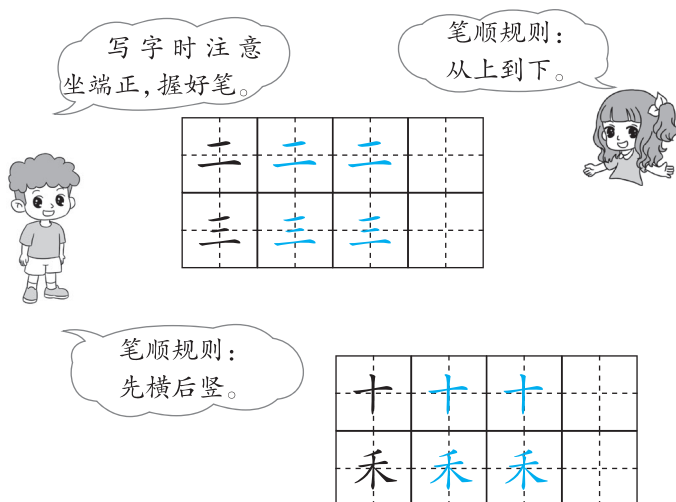 写字时注意
坐端正，握好笔。
笔顺规则：
从上到下。
二 二 二
三 三 三
笔顺规则：
先横后竖。
十 十 十
禾 禾 禾